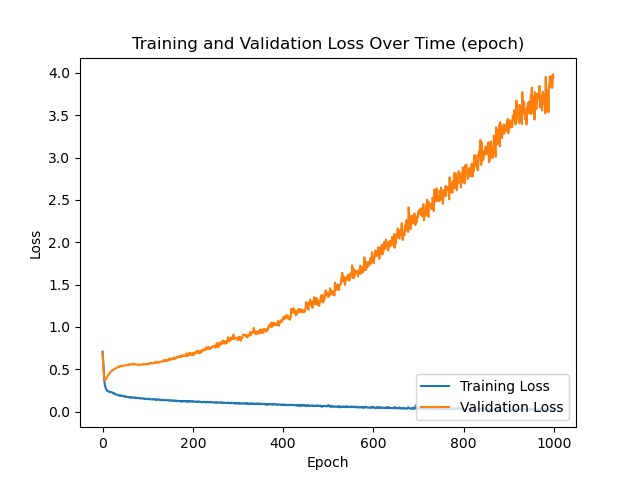 Training and Validation Loss Over Time (epoch)
4.0
3.5
3.0
2.5
2.0
1.5
1.0
0.5
0.0
Loss
Training Loss
Validation Loss
0 200 400 600 800 1000
Epoch